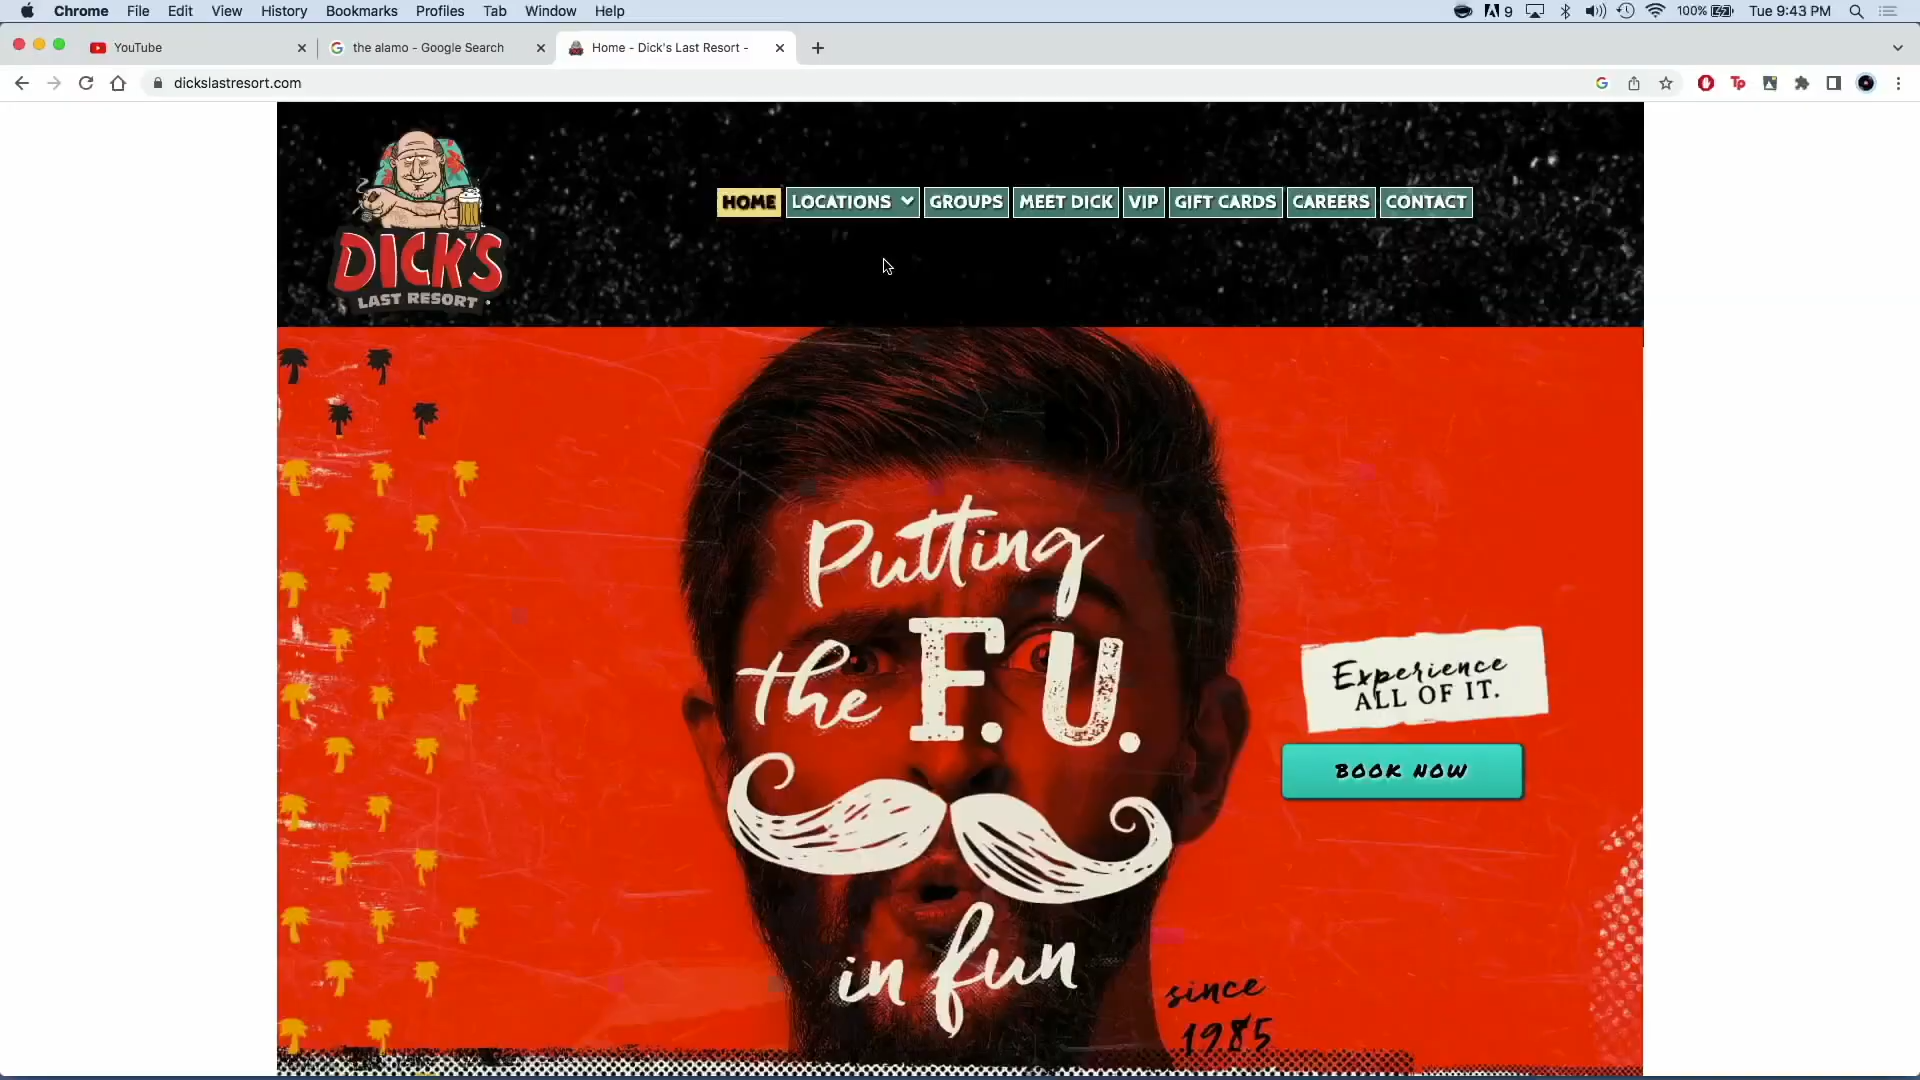 Chrome File Edit View History Bookmarks Profiles Tab Window Help
9 100% Tue 9:43 PM
YouTube
the alamo - Google Search
Home - Dick's Last Resort -
dickslastresort.com
Tp
DICK'S
LAST RESORT
HOME LOCATIONS GROUPS MEET DICK VIP GIFT CARDS CAREERS CONTACT
Putting
the F.U.
in fun
Experience
ALL OF IT.
BOOK NOW
since
1985